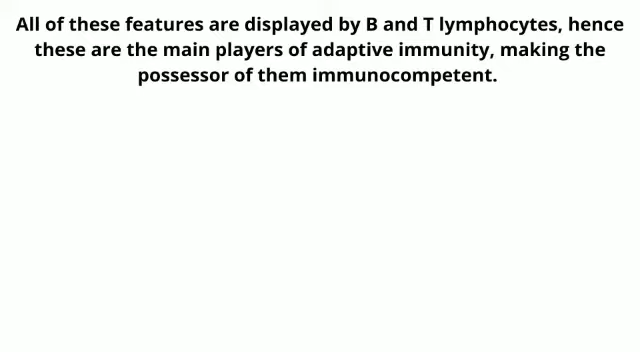 All of these features are displayed by B and T lymphocytes, hence
these are the main players of adaptive immunity, making the
possessor of them immunocompetent.